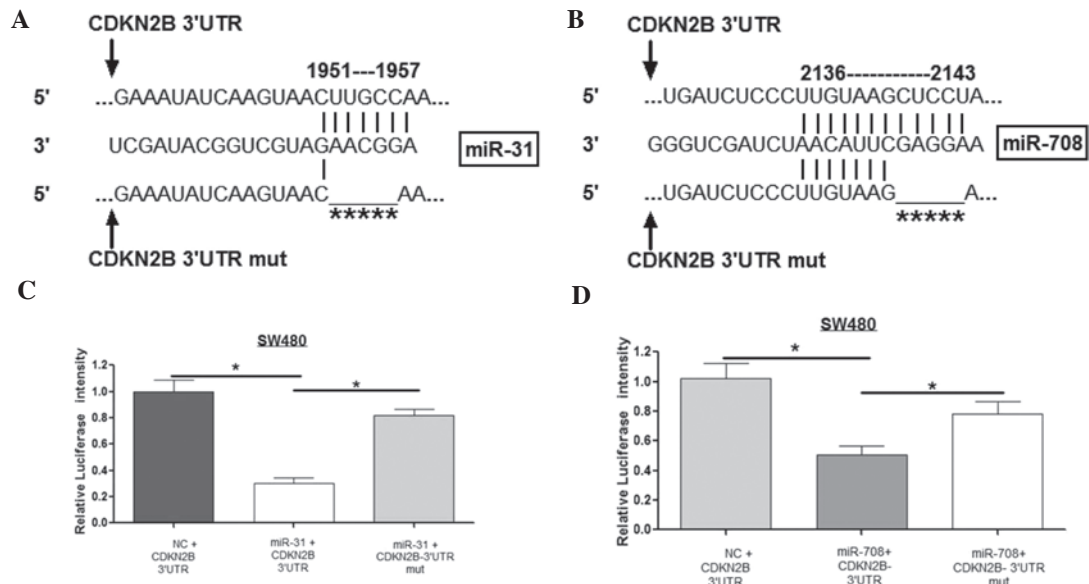 A
CDKN2B 3'UTR
1951---1957
5' ...GAAAUAUCAAGUAACUUGCCAA...
3' UCGAUACGGUCGUAGAACGGA miR-31
5' ...GAAAUAUCAAGUAAC_____AA...
*****
CDKN2B 3'UTR mut
B
CDKN2B 3'UTR
2136-----------2143
5' ...UGAUCUCCCUUGUAAGCUCCUA...
3' GGGUCGAUCUAACAUUCGAGGAA miR-708
5' ...UGAUCUCCCUUGUAAG_____A...
*****
CDKN2B 3'UTR mut
C
SW480
Relative Luciferase intensity
1.2
1.0
0.8
0.6
0.4
0.2
0.0
*
*
NC +
CDKN2B
3'UTR
miR-31 +
CDKN2B
3'UTR
miR-31 +
CDKN2B-3'UTR
mut
D
SW480
Relative Luciferase intensity
1.2
1.0
0.8
0.6
0.4
0.2
0.0
*
*
NC +
CDKN2B
3'UTR
miR-708+
CDKN2B-
3'UTR
miR-708+
CDKN2B- 3'UTR
mut